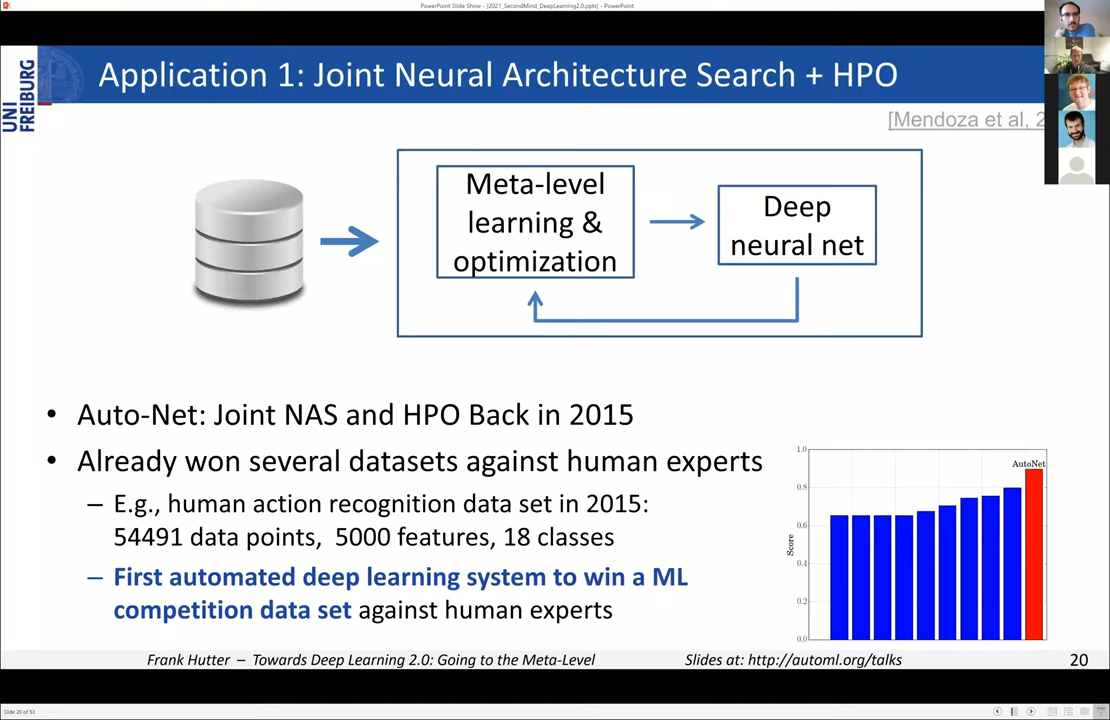 PowerPoint Slide Show - [2021_SecondMind_DeepLearning2.0.pptx] - PowerPoint
UNI
FREIBURG
Application 1: Joint Neural Architecture Search + HPO
[Mendoza et al, 2
Meta-level
learning &
optimization
Deep
neural net
• Auto-Net: Joint NAS and HPO Back in 2015
• Already won several datasets against human experts
– E.g., human action recognition data set in 2015:
54491 data points, 5000 features, 18 classes
– First automated deep learning system to win a ML
competition data set against human experts
1.0
0.8
0.6
0.4
0.2
0.0
Score
AutoNet
Frank Hutter – Towards Deep Learning 2.0: Going to the Meta-Level
Slides at: http://automl.org/talks
20
Slide 20 of 53